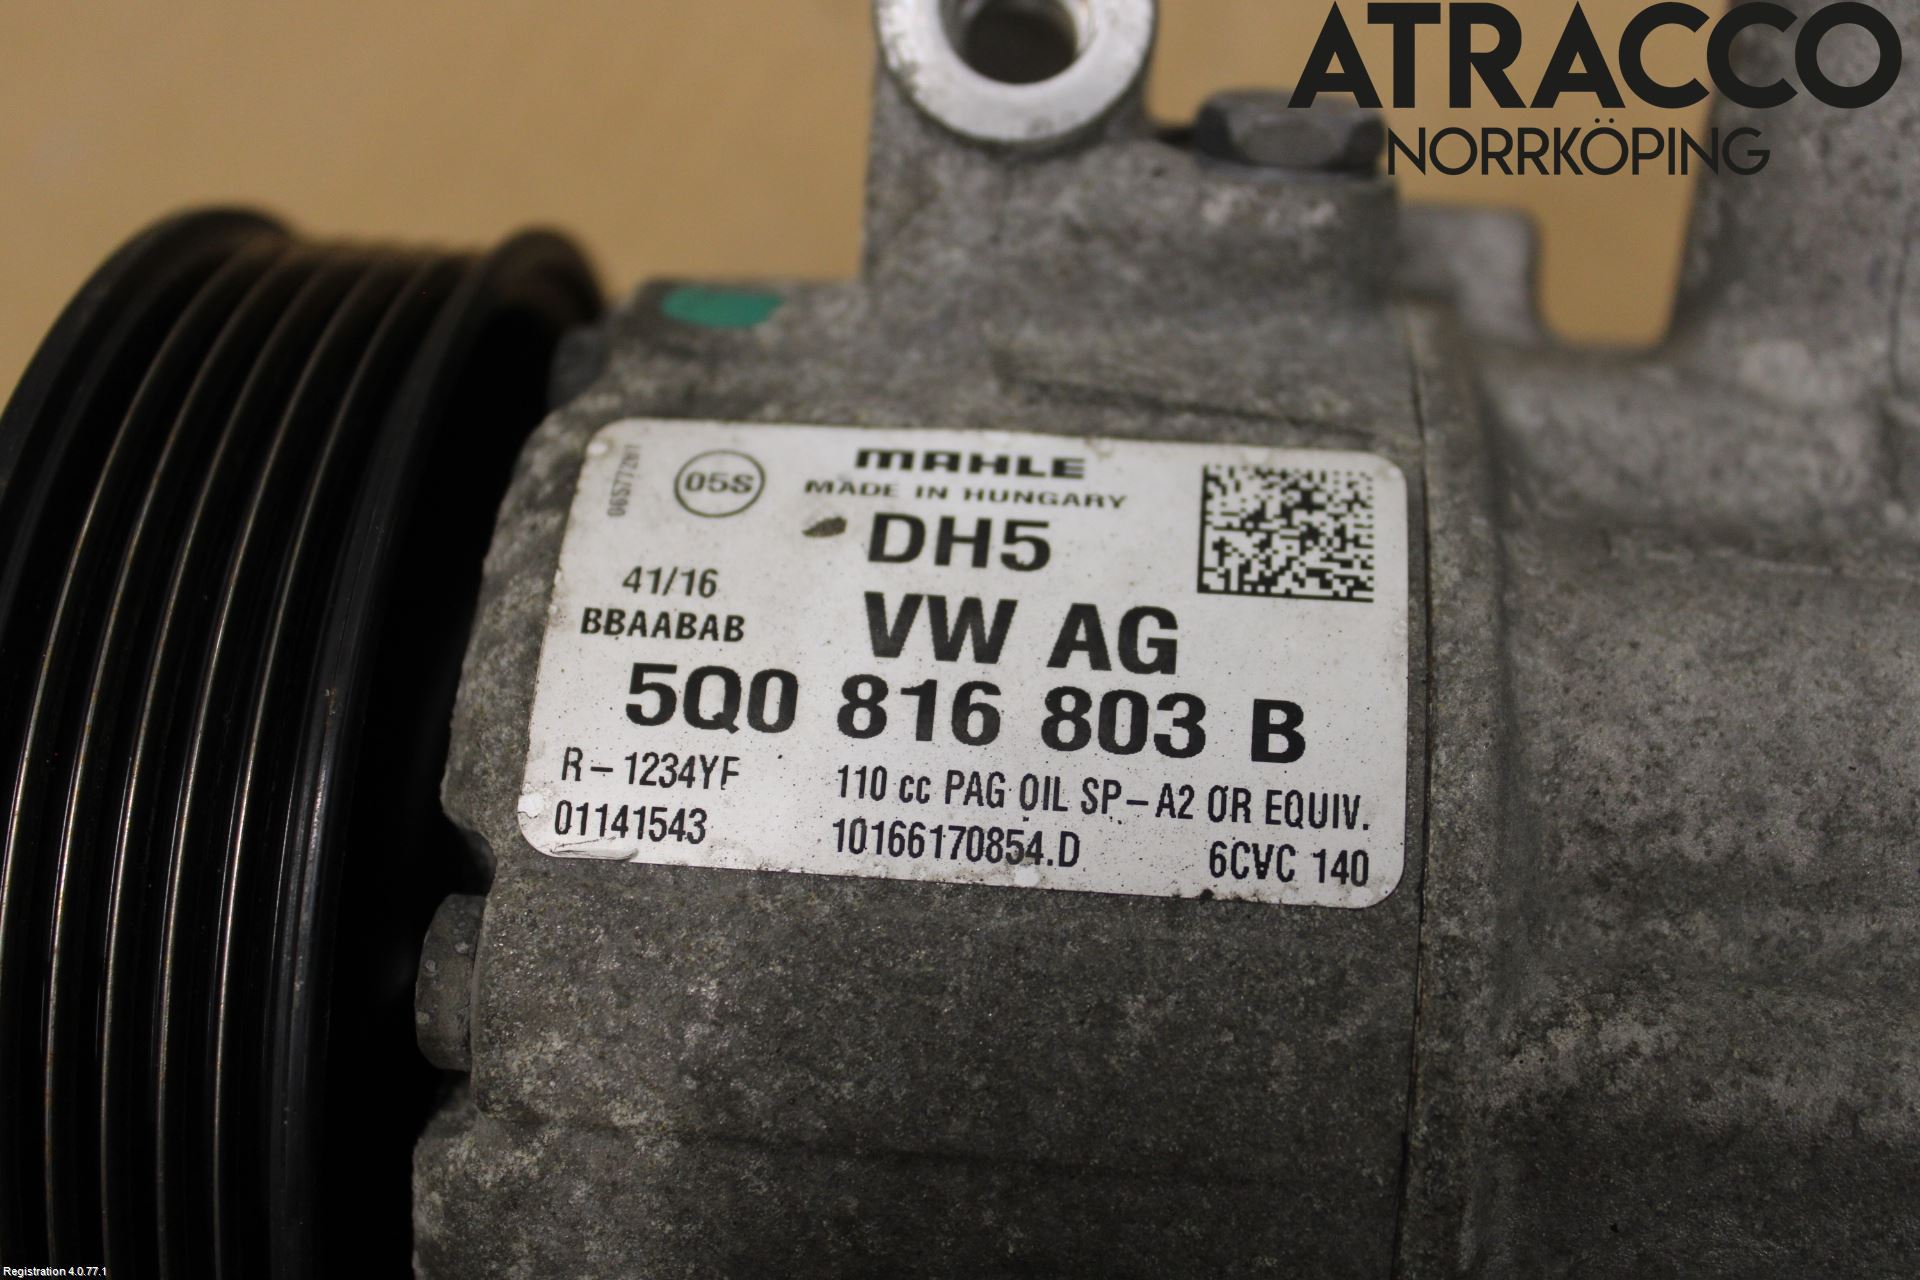 ATRACCO
NORRKÖPING
MAHLE
05S
MADE IN HUNGARY
DH5
41/16
BBAABAB
VW AG
5Q0 816 803 B
R-1234YF
110 cc PAG OIL SP-A2 OR EQUIV.
01141543
10166170854.D
6CVC 140
Registration 4.0.77.1